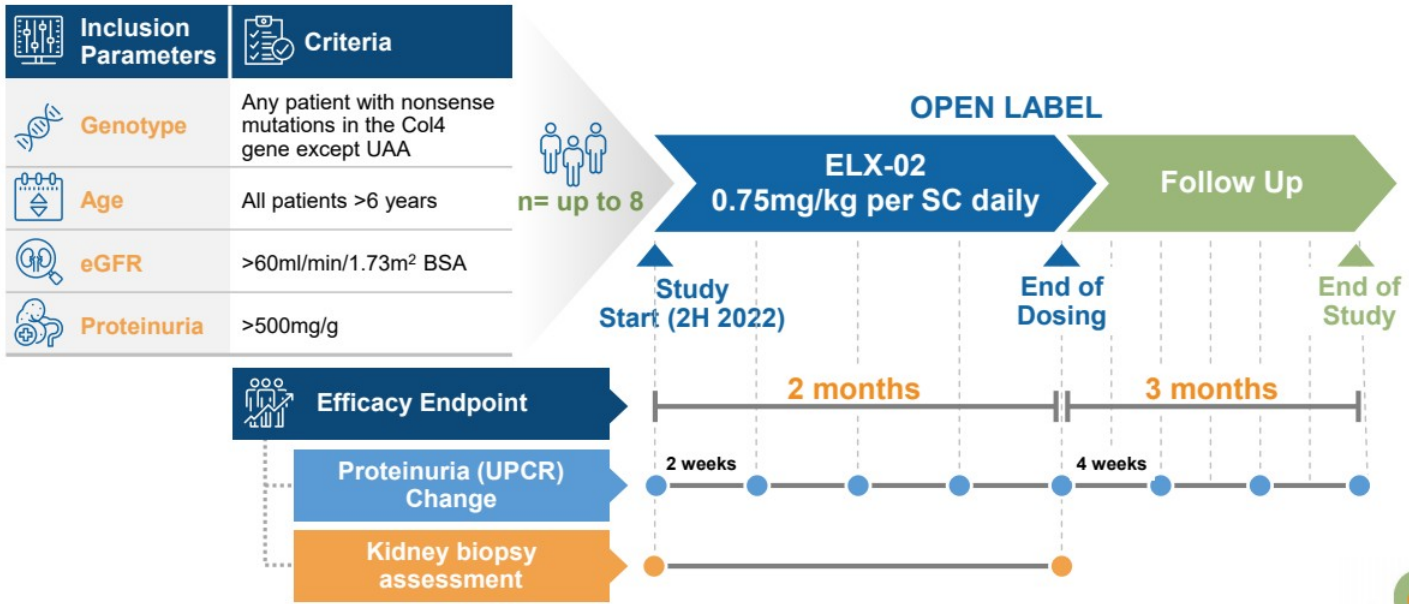 Inclusion
Parameters
Criteria
Genotype
Any patient with nonsense
mutations in the Col4
gene except UAA
Age
All patients >6 years
eGFR
>60ml/min/1.73m² BSA
Proteinuria
>500mg/g
n= up to 8
OPEN LABEL
ELX-02
0.75mg/kg per SC daily
Follow Up
Study
Start (2H 2022)
End of
Dosing
End of
Study
Efficacy Endpoint
2 months
3 months
Proteinuria (UPCR)
Change
2 weeks
4 weeks
Kidney biopsy
assessment